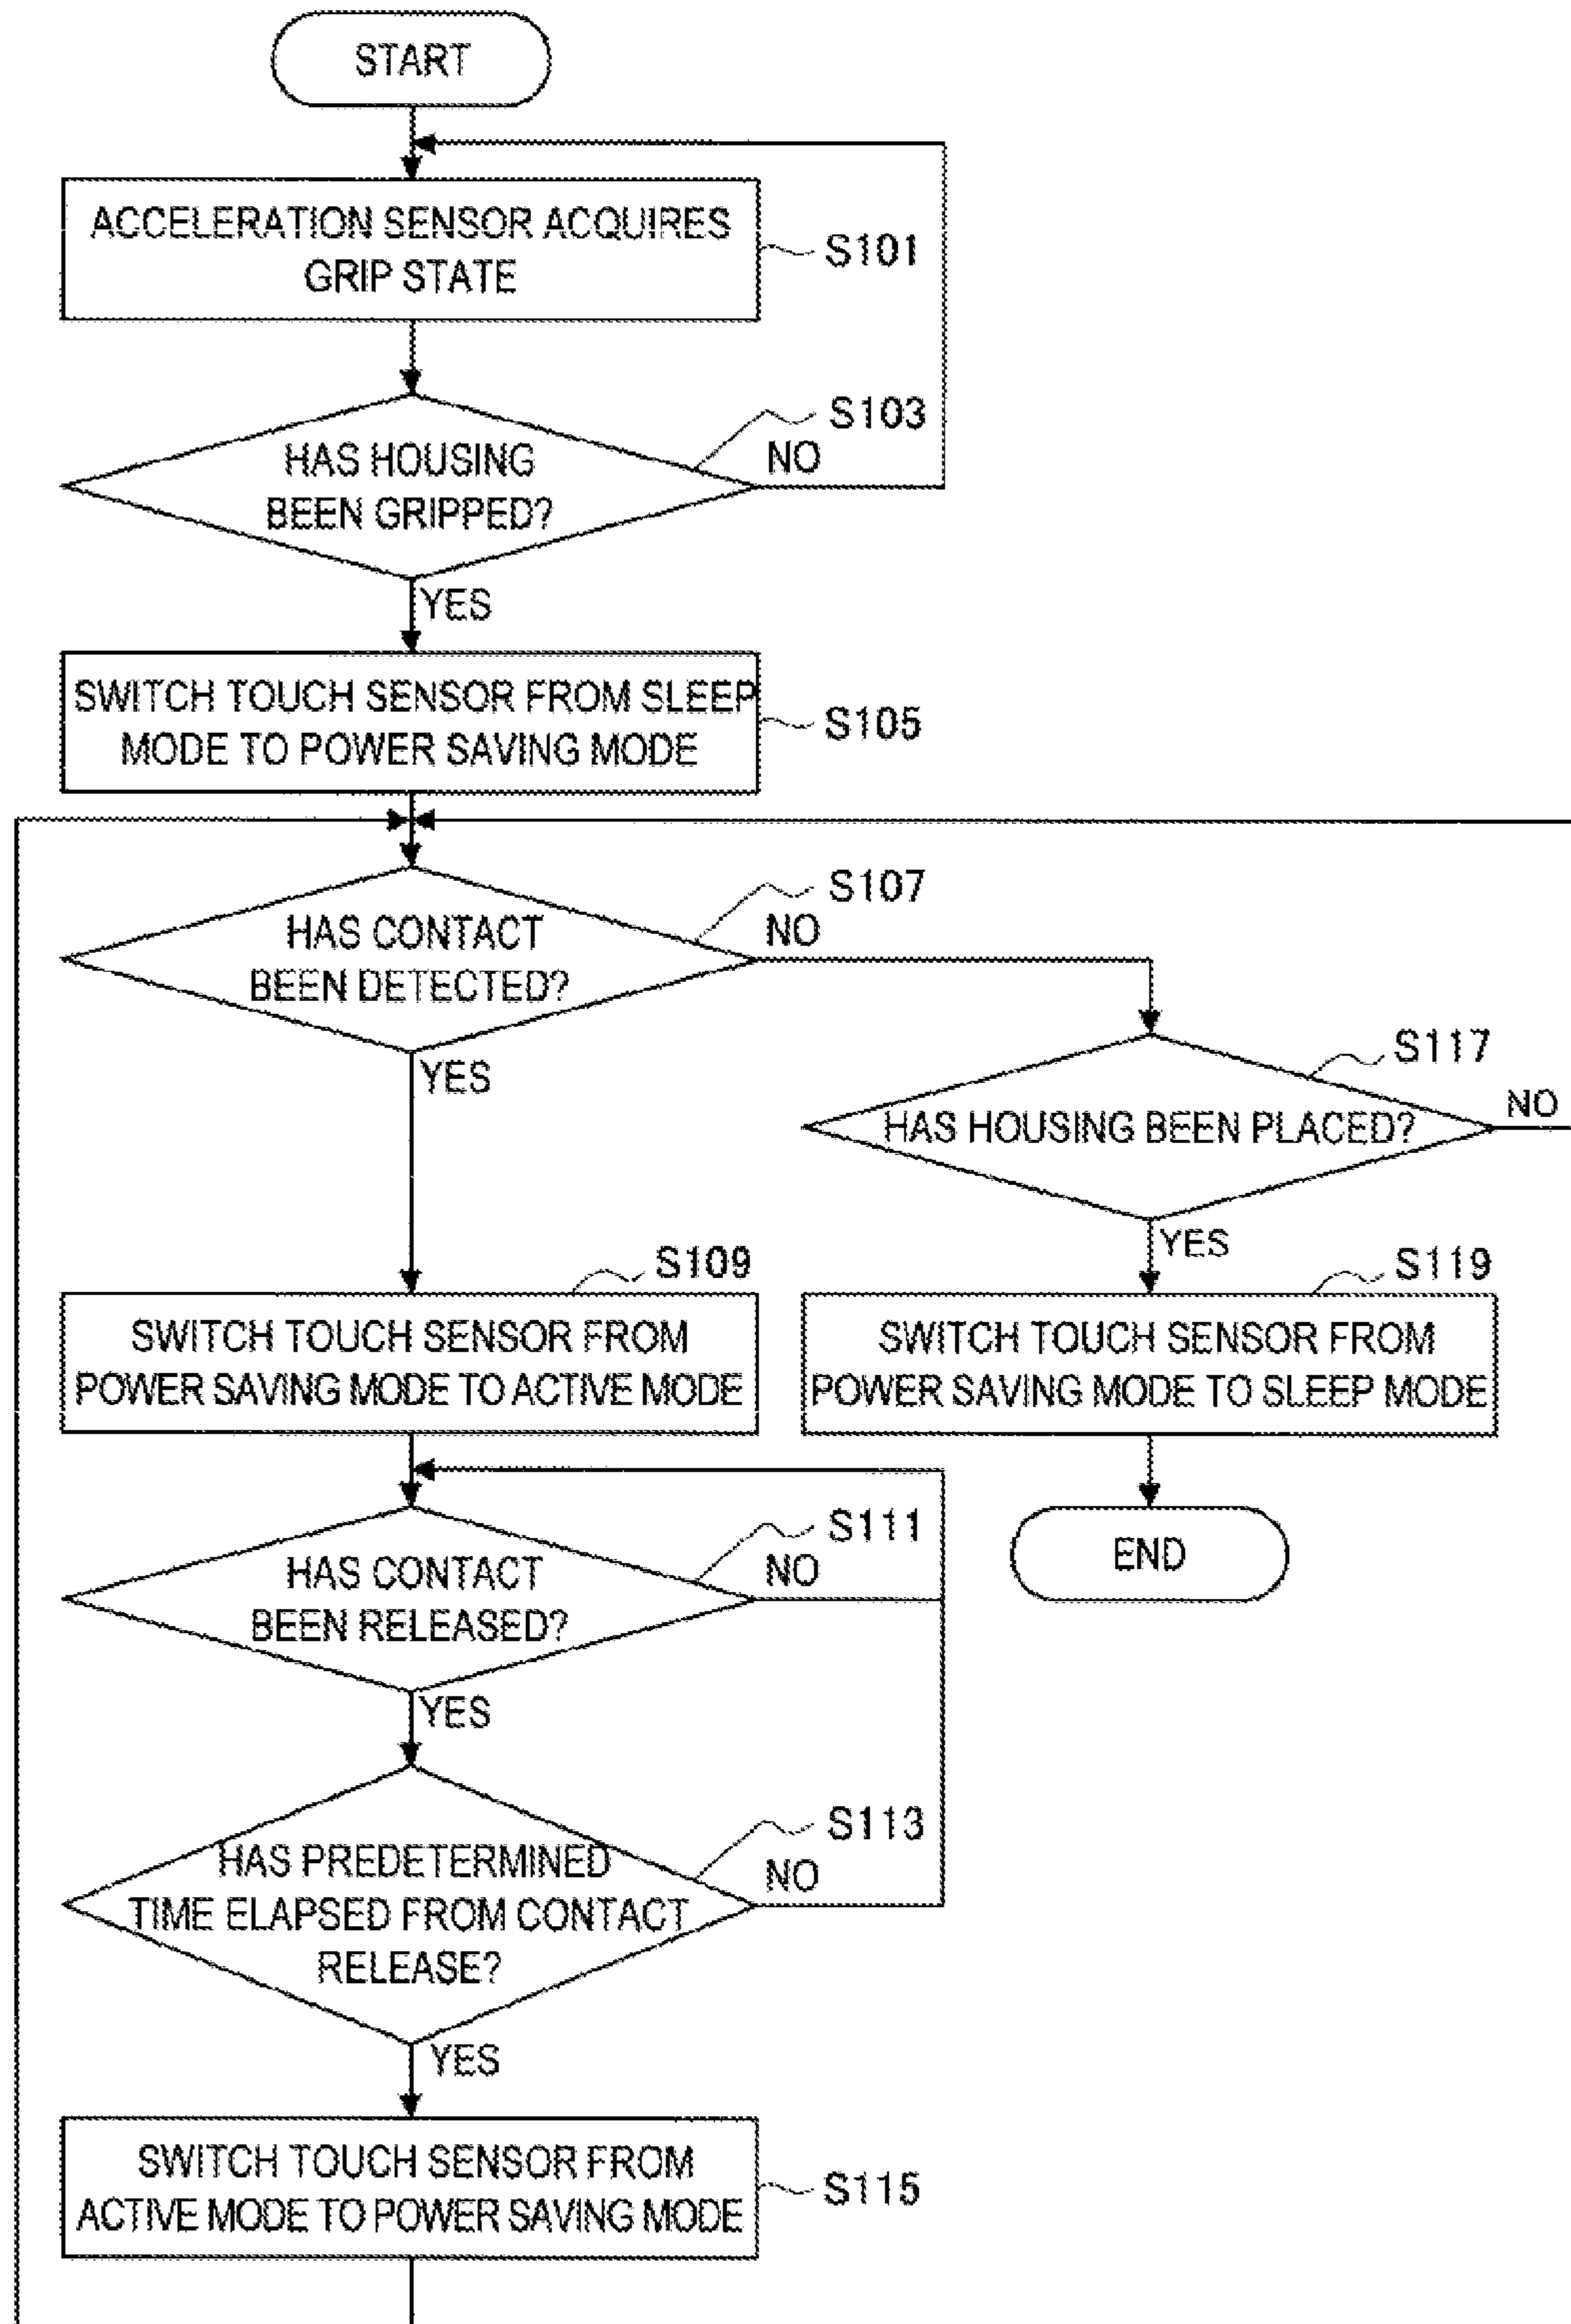 START
ACCELERATION SENSOR ACQUIRES
GRIP STATE
S101
S103
HAS HOUSING
BEEN GRIPPED?
NO
YES
SWITCH TOUCH SENSOR FROM SLEEP
MODE TO POWER SAVING MODE
S105
S107
HAS CONTACT
BEEN DETECTED?
NO
YES
S117
HAS HOUSING BEEN PLACED?
NO
YES
S109
SWITCH TOUCH SENSOR FROM
POWER SAVING MODE TO ACTIVE MODE
S119
SWITCH TOUCH SENSOR FROM
POWER SAVING MODE TO SLEEP MODE
END
S111
HAS CONTACT
BEEN RELEASED?
NO
YES
S113
HAS PREDETERMINED
TIME ELAPSED FROM CONTACT
RELEASE?
NO
YES
SWITCH TOUCH SENSOR FROM
ACTIVE MODE TO POWER SAVING MODE
S115